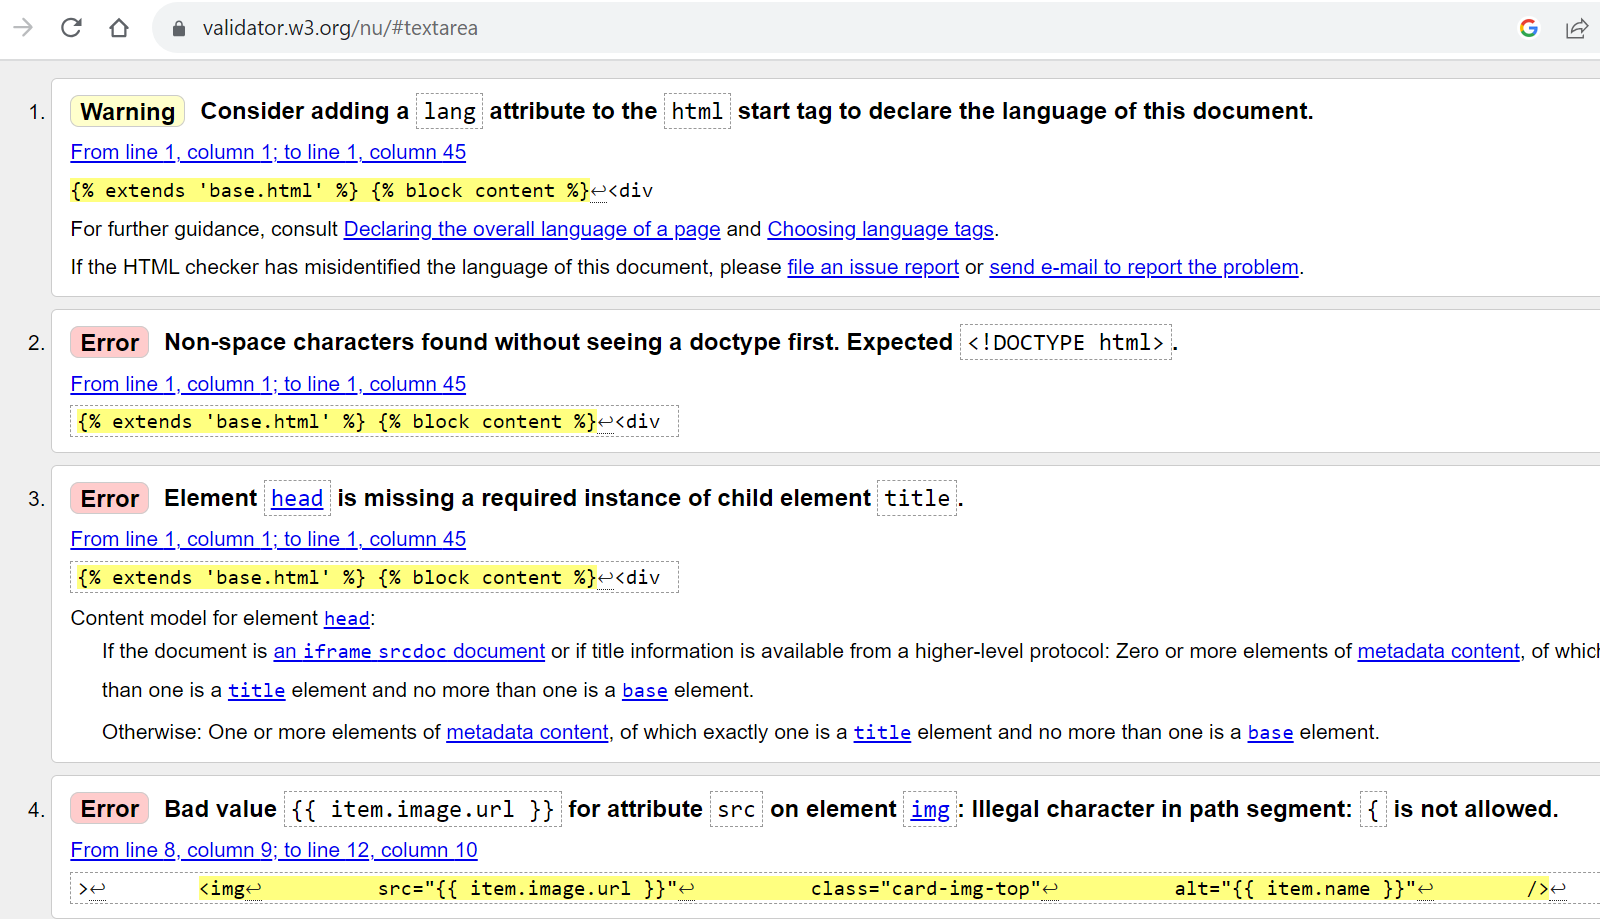 validator.w3.org/nu/#textarea
1. Warning Consider adding a lang attribute to the html start tag to declare the language of this document.
From line 1, column 1; to line 1, column 45
{% extends 'base.html' %} {% block content %}↩<div
For further guidance, consult Declaring the overall language of a page and Choosing language tags.
If the HTML checker has misidentified the language of this document, please file an issue report or send e-mail to report the problem.
2. Error Non-space characters found without seeing a doctype first. Expected <!DOCTYPE html>.
From line 1, column 1; to line 1, column 45
{% extends 'base.html' %} {% block content %}↩<div
3. Error Element head is missing a required instance of child element title.
From line 1, column 1; to line 1, column 45
{% extends 'base.html' %} {% block content %}↩<div
Content model for element head:
If the document is an iframe srcdoc document or if title information is available from a higher-level protocol: Zero or more elements of metadata content, of
than one is a title element and no more than one is a base element.
Otherwise: One or more elements of metadata content, of which exactly one is a title element and no more than one is a base element.
4. Error Bad value {{ item.image.url }} for attribute src on element img: Illegal character in path segment: { is not allowed.
From line 8, column 9; to line 12, column 10
>↩ <img↩ src="{{ item.image.url }}"↩ class="card-img-top"↩ alt="{{ item.name }}"↩ />↩